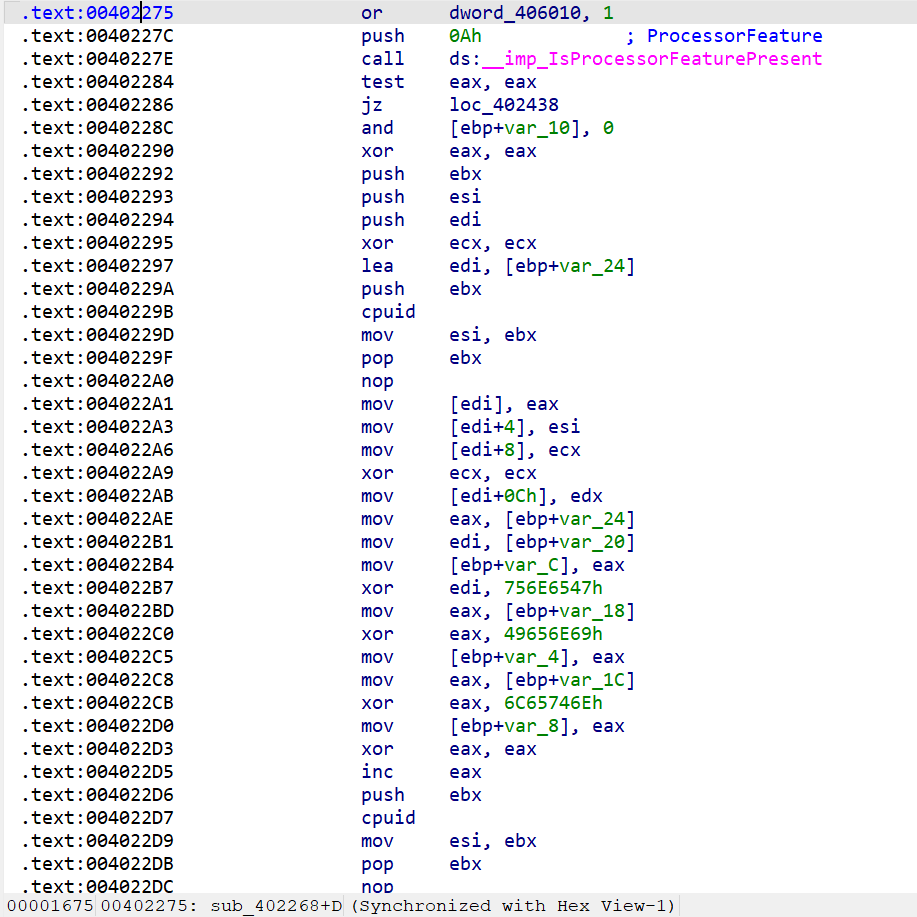 .text:00402275 or dword_406010, 1
.text:0040227C push 0Ah ; ProcessorFeature
.text:0040227E call ds:__imp_IsProcessorFeaturePresent
.text:00402284 test eax, eax
.text:00402286 jz loc_402438
.text:0040228C and [ebp+var_10], 0
.text:00402290 xor eax, eax
.text:00402292 push ebx
.text:00402293 push esi
.text:00402294 push edi
.text:00402295 xor ecx, ecx
.text:00402297 lea edi, [ebp+var_24]
.text:0040229A push ebx
.text:0040229B cpuid
.text:0040229D mov esi, ebx
.text:0040229F pop ebx
.text:004022A0 nop
.text:004022A1 mov [edi], eax
.text:004022A3 mov [edi+4], esi
.text:004022A6 mov [edi+8], ecx
.text:004022A9 xor ecx, ecx
.text:004022AB mov [edi+0Ch], edx
.text:004022AE mov eax, [ebp+var_24]
.text:004022B1 mov edi, [ebp+var_20]
.text:004022B4 mov [ebp+var_C], eax
.text:004022B7 xor edi, 756E6547h
.text:004022BD mov eax, [ebp+var_18]
.text:004022C0 xor eax, 49656E69h
.text:004022C5 mov [ebp+var_4], eax
.text:004022C8 mov eax, [ebp+var_1C]
.text:004022CB xor eax, 6C65746Eh
.text:004022D0 mov [ebp+var_8], eax
.text:004022D3 xor eax, eax
.text:004022D5 inc eax
.text:004022D6 push ebx
.text:004022D7 cpuid
.text:004022D9 mov esi, ebx
.text:004022DB pop ebx
.text:004022DC nop
00001675 00402275: sub_402268+D (Synchronized with Hex View-1)